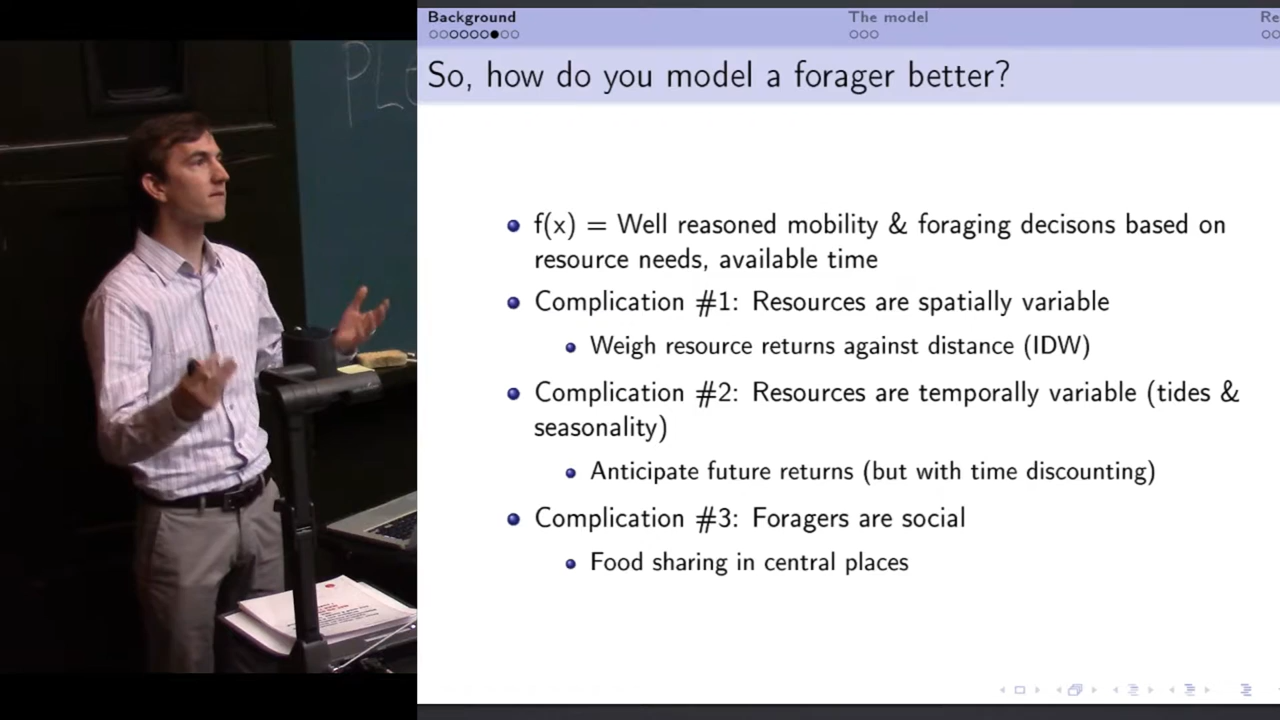 Background
The model
Re
So, how do you model a forager better?
f(x) = Well reasoned mobility & foraging decisons based on
resource needs, available time
Complication #1: Resources are spatially variable
Weigh resource returns against distance (IDW)
Complication #2: Resources are temporally variable (tides &
seasonality)
Anticipate future returns (but with time discounting)
Complication #3: Foragers are social
Food sharing in central places